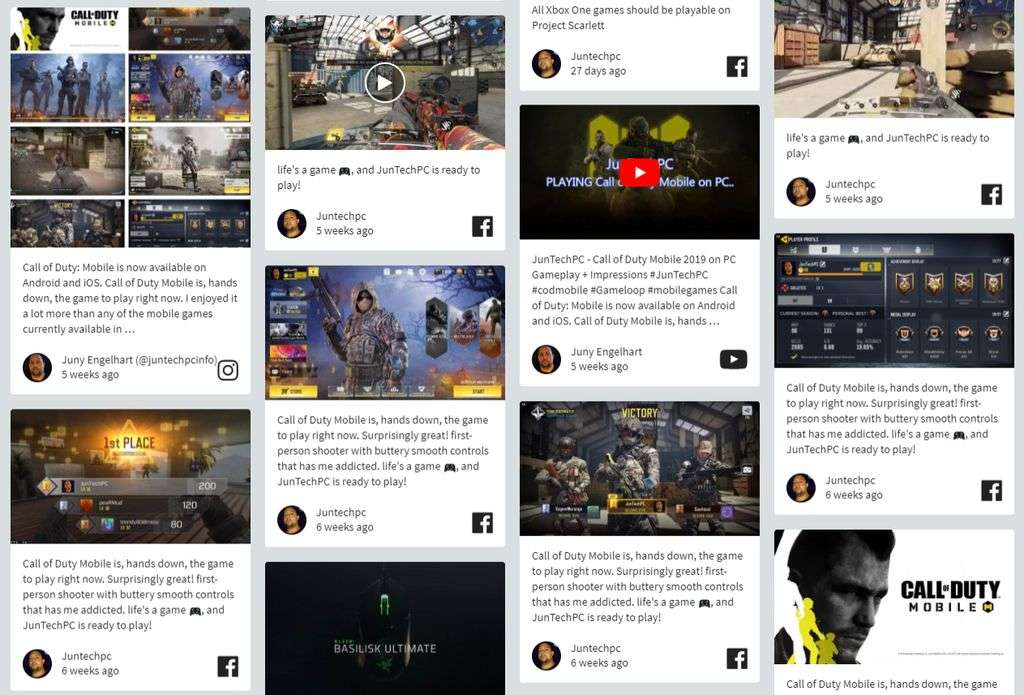 CALL OF DUTY
MOBILE
VICTORY
Call of Duty: Mobile is now available on
Android and iOS. Call of Duty Mobile is, hands
down, the game to play right now. I enjoyed it
a lot more than any of the mobile games
currently available in …
Juny Engelhart (@juntechpcinfo)
5 weeks ago
1st PLACE
JunTechPC
200
120
80
Call of Duty Mobile is, hands down, the game
to play right now. Surprisingly great! first-
person shooter with buttery smooth controls
that has me addicted. life's a game 🎮, and
JunTechPC is ready to play!
Juntechpc
6 weeks ago
life's a game 🎮, and JunTechPC is ready to
play!
Juntechpc
5 weeks ago
START
Call of Duty Mobile is, hands down, the game
to play right now. Surprisingly great! first-
person shooter with buttery smooth controls
that has me addicted. life's a game 🎮, and
JunTechPC is ready to play!
Juntechpc
6 weeks ago
RAZER
BASILISK ULTIMATE
All Xbox One games should be playable on
Project Scarlett
Juntechpc
27 days ago
PLAYING Call of Duty Mobile on PC..
JunTechPC - Call of Duty Mobile 2019 on PC
Gameplay + Impressions #JunTechPC
#codmobile #Gameloop #mobilegames Call
of Duty: Mobile is now available on Android
and iOS. Call of Duty Mobile is, hands …
Juny Engelhart
5 weeks ago
VICTORY
JunTechPC
Call of Duty Mobile is, hands down, the game
to play right now. Surprisingly great! first-
person shooter with buttery smooth controls
that has me addicted. life's a game 🎮, and
JunTechPC is ready to play!
Juntechpc
6 weeks ago
life's a game 🎮, and JunTechPC is ready to
play!
Juntechpc
5 weeks ago
PLAYER PROFILE
JunTechPC
ACHIEVEMENT DISPLAY
MEDAL DISPLAY
Call of Duty Mobile is, hands down, the game
to play right now. Surprisingly great! first-
person shooter with buttery smooth controls
that has me addicted. life's a game 🎮, and
JunTechPC is ready to play!
Juntechpc
6 weeks ago
CALL OF DUTY
MOBILE
Call of Duty Mobile is, hands down, the game